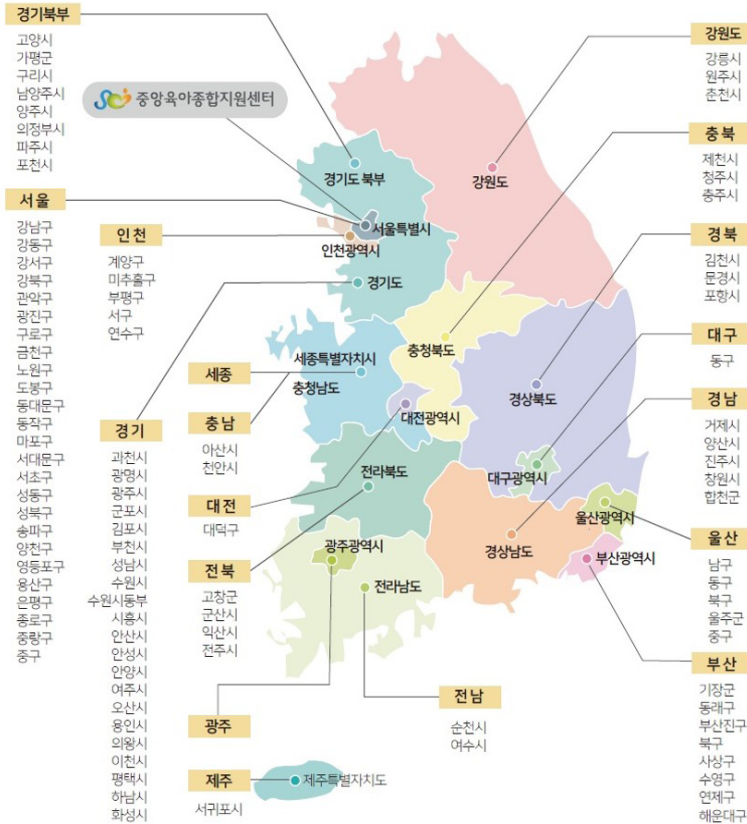 경기북부
고양시
가평군
구리시
남양주시
양주시
의정부시
파주시
포천시
중앙육아종합지원센터
서울
강남구
강동구
강서구
강북구
관악구
광진구
구로구
금천구
노원구
도봉구
동대문구
동작구
마포구
서대문구
서초구
성동구
성북구
송파구
양천구
영등포구
용산구
은평구
종로구
중랑구
중구
인천
계양구
미추홀구
부평구
서구
연수구
경기
과천시
광명시
광주시
군포시
김포시
부천시
성남시
수원시
수원시동부
시흥시
안산시
안성시
안양시
여주시
오산시
용인시
의왕시
이천시
평택시
하남시
화성시
세종
충남
아산시
천안시
대전
대덕구
전북
고창군
군산시
익산시
전주시
광주
제주
서귀포시
전남
순천시
여수시
경기도 북부
강원도
서울특별시
인천광역시
경기도
충청북도
세종특별자치시
충청남도
대전광역시
경상북도
대구광역시
전라북도
울산광역시
경상남도
부산광역시
광주광역시
전라남도
제주특별자치도
강원도
강릉시
원주시
춘천시
충북
제천시
청주시
충주시
경북
김천시
문경시
포항시
대구
동구
경남
거제시
양산시
진주시
창원시
합천군
울산
남구
동구
북구
울주군
중구
부산
기장군
동래구
부산진구
북구
사상구
수영구
연제구
해운대구